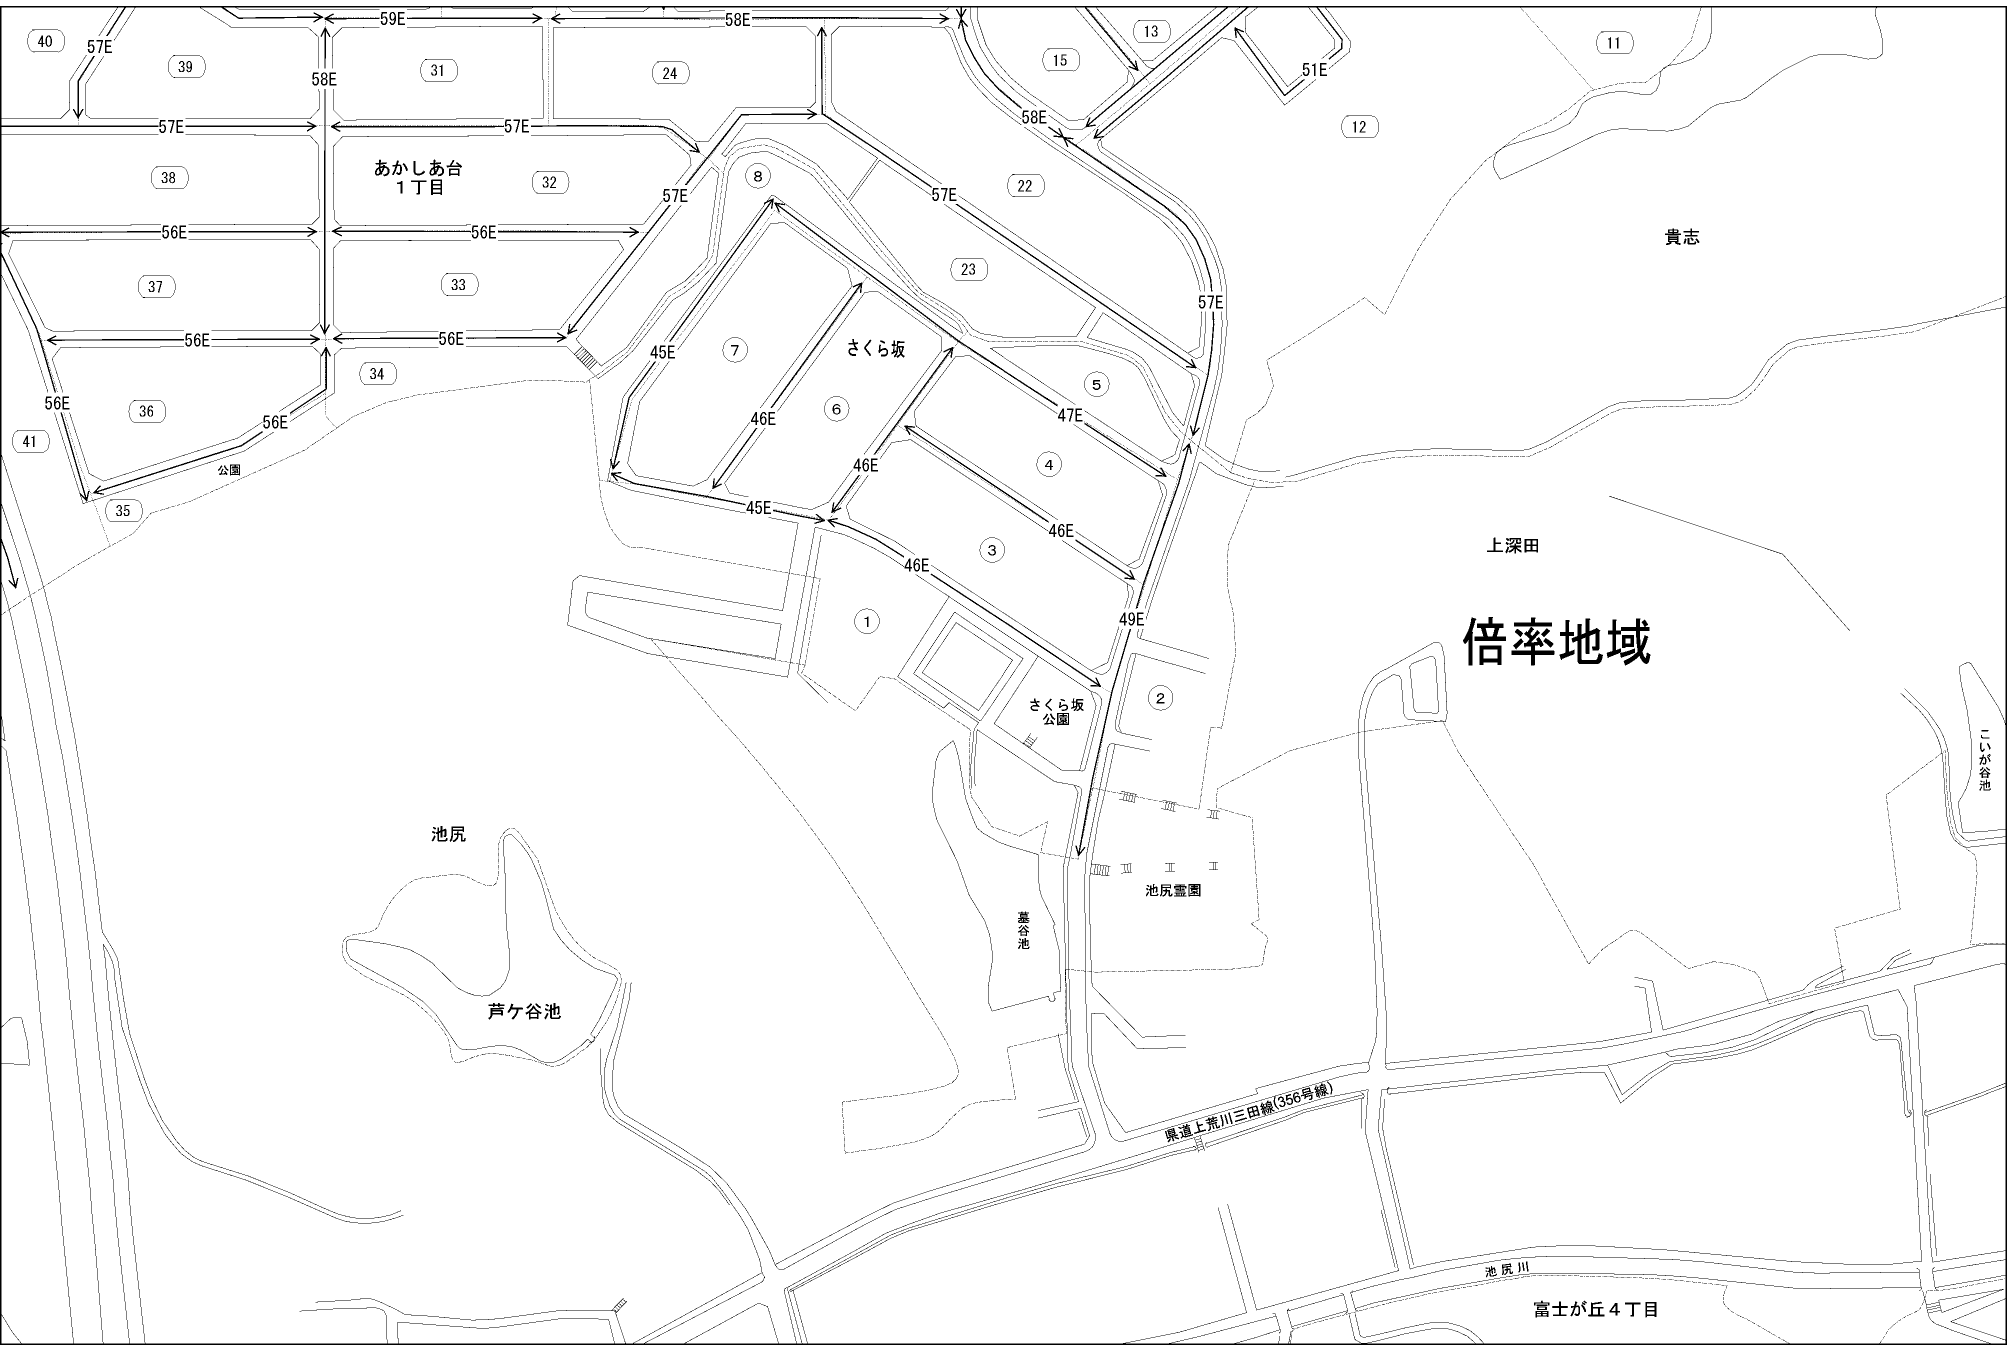 59E
58E
13
40
57E
39
31
24
15
11
58E
51E
57E
57E
58E
12
38
あかしあ台
1丁目
32
8
22
57E
57E
56E
56E
貴志
23
37
33
57E
56E
56E
45E
7
さくら坂
34
5
56E
36
56E
46E
6
47E
41
公園
46E
4
35
45E
46E
3
上深田
46E
1
49E
倍率地域
2
さくら坂
公園
こいが谷池
池尻
池尻霊園
墓谷池
芦ケ谷池
県道上荒川三田線(356号線)
池尻川
富士が丘4丁目